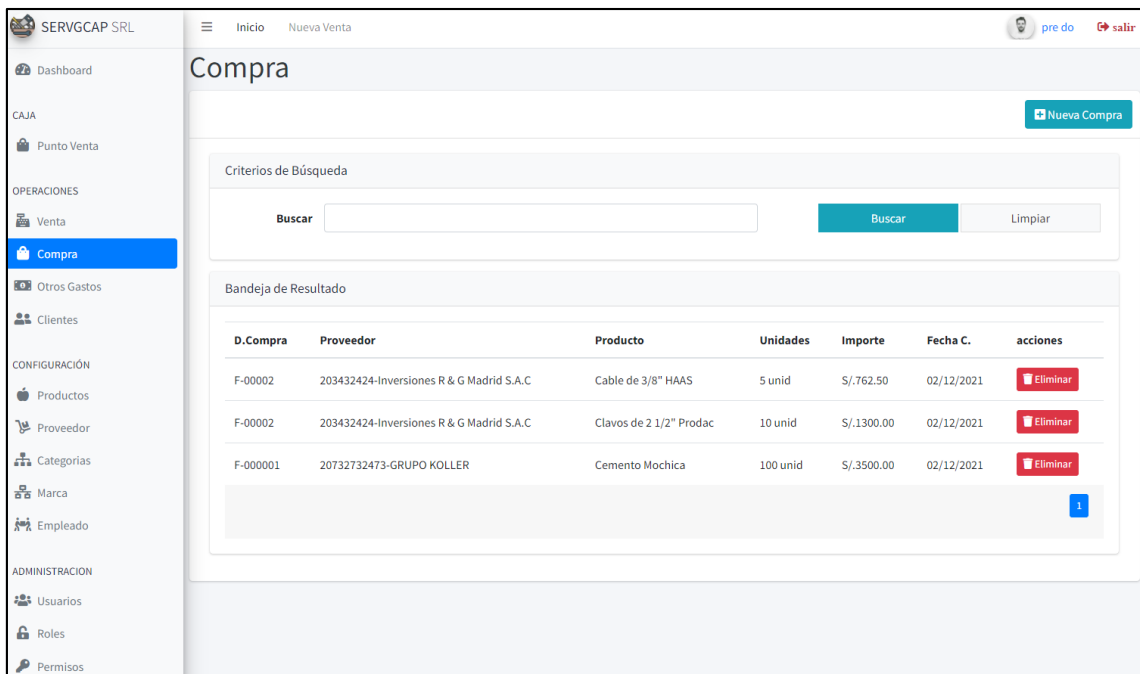 SERVGCAP SRL
Inicio Nueva Venta
pre do salir
Dashboard
CAJA
Punto Venta
OPERACIONES
Venta
Compra
Otros Gastos
Clientes
CONFIGURACIÓN
Productos
Proveedor
Categorias
Marca
Empleado
ADMINISTRACION
Usuarios
Roles
Permisos
Compra
Nueva Compra
Criterios de Búsqueda
Buscar Buscar Limpiar
Bandeja de Resultado
D.Compra Proveedor Producto Unidades Importe Fecha C. acciones
F-00002 203432424-Inversiones R & G Madrid S.A.C Cable de 3/8" HAAS 5 unid S/.762.50 02/12/2021 Eliminar
F-00002 203432424-Inversiones R & G Madrid S.A.C Clavos de 2 1/2" Prodac 10 unid S/.1300.00 02/12/2021 Eliminar
F-000001 20732732473-GRUPO KOLLER Cemento Mochica 100 unid S/.3500.00 02/12/2021 Eliminar
1